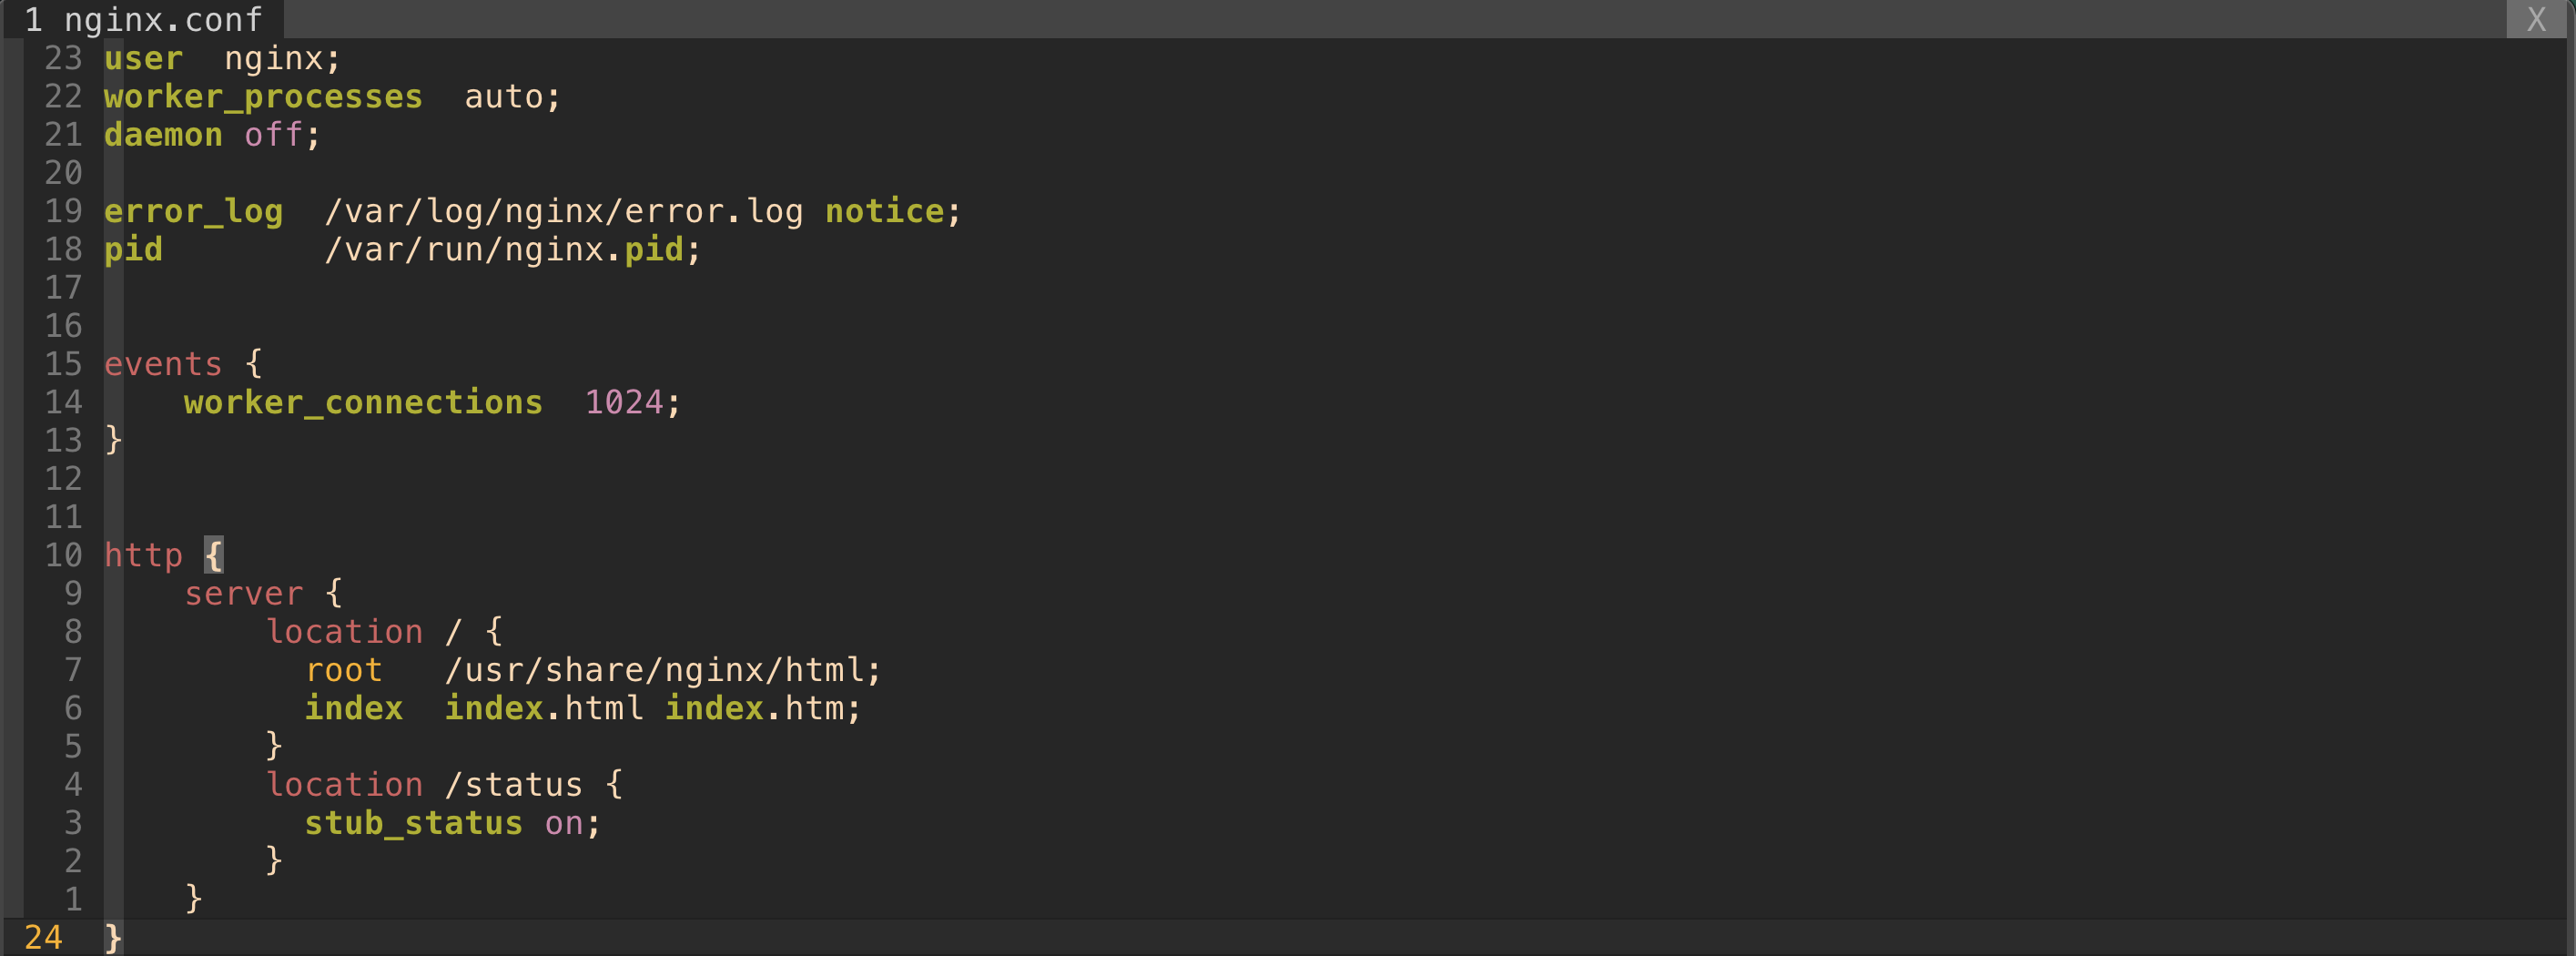 1 nginx.conf X
23 user  nginx;
22 worker_processes  auto;
21 daemon off;
20
19 error_log  /var/log/nginx/error.log notice;
18 pid        /var/run/nginx.pid;
17
16
15 events {
14     worker_connections  1024;
13 }
12
11
10 http {
9     server {
8         location / {
7           root   /usr/share/nginx/html;
6           index  index.html index.htm;
5         }
4         location /status {
3           stub_status on;
2         }
1     }
24 }